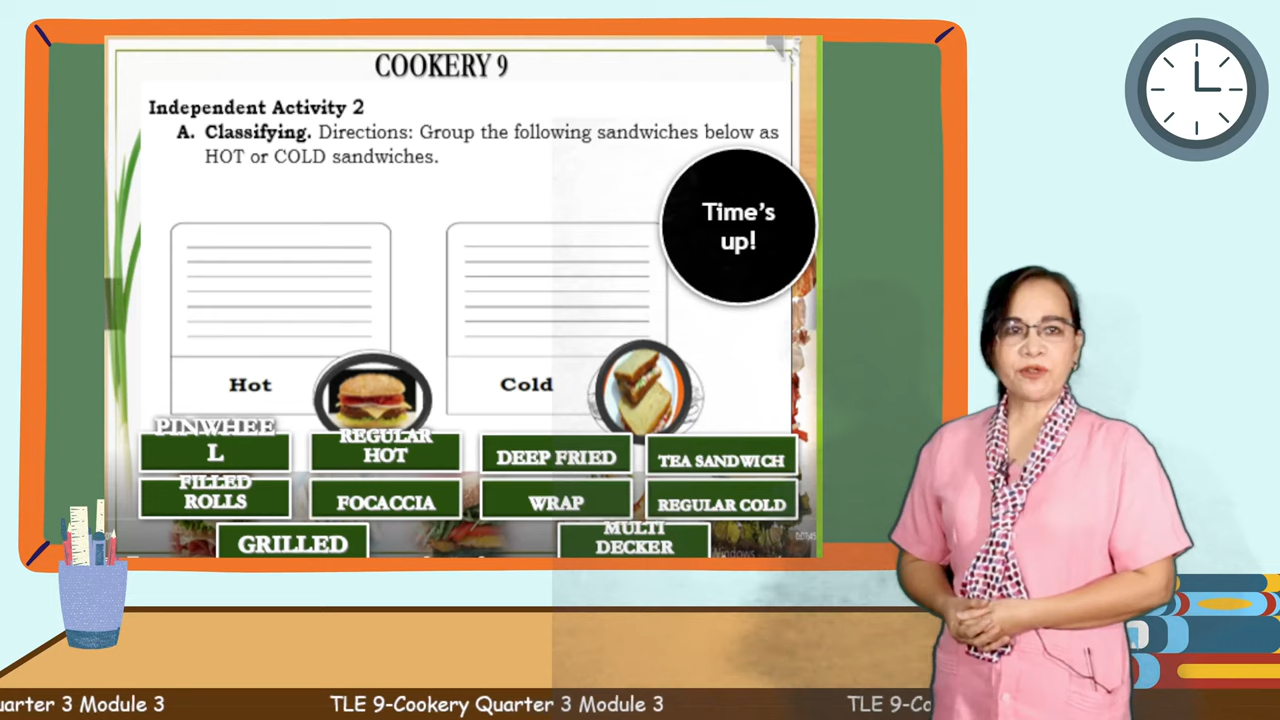 COOKERY 9
Independent Activity 2
A. Classifying. Directions: Group the following sandwiches below as
HOT or COLD sandwiches.
Time's
up!
Hot
Cold
PINWHEE
L
REGULAR
HOT
DEEP FRIED
TEA SANDWICH
FILLED
ROLLS
FOCACCIA
WRAP
REGULAR COLD
GRILLED
MULTI
DECKER
uarter 3 Module 3
TLE 9-Cookery Quarter 3 Module 3
TLE 9-Co